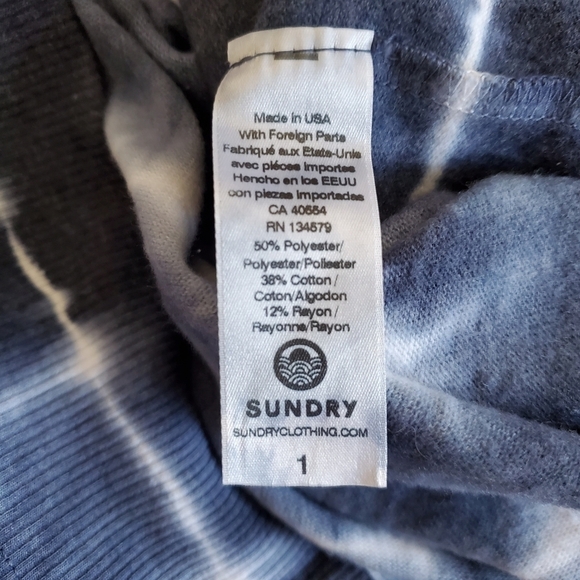 Made in USA
With Foreign Parts
Fabriqué aux Etats-Unis
avec pièces importes
Hencho en los EEUU
con piezas importadas
CA 40554
RN 134579
50% Polyester/
Polyester/Poliester
38% Cotton /
Coton/Algodon
12% Rayon /
Rayonne/Rayon
SUNDRY
SUNDRYCLOTHING.COM
1